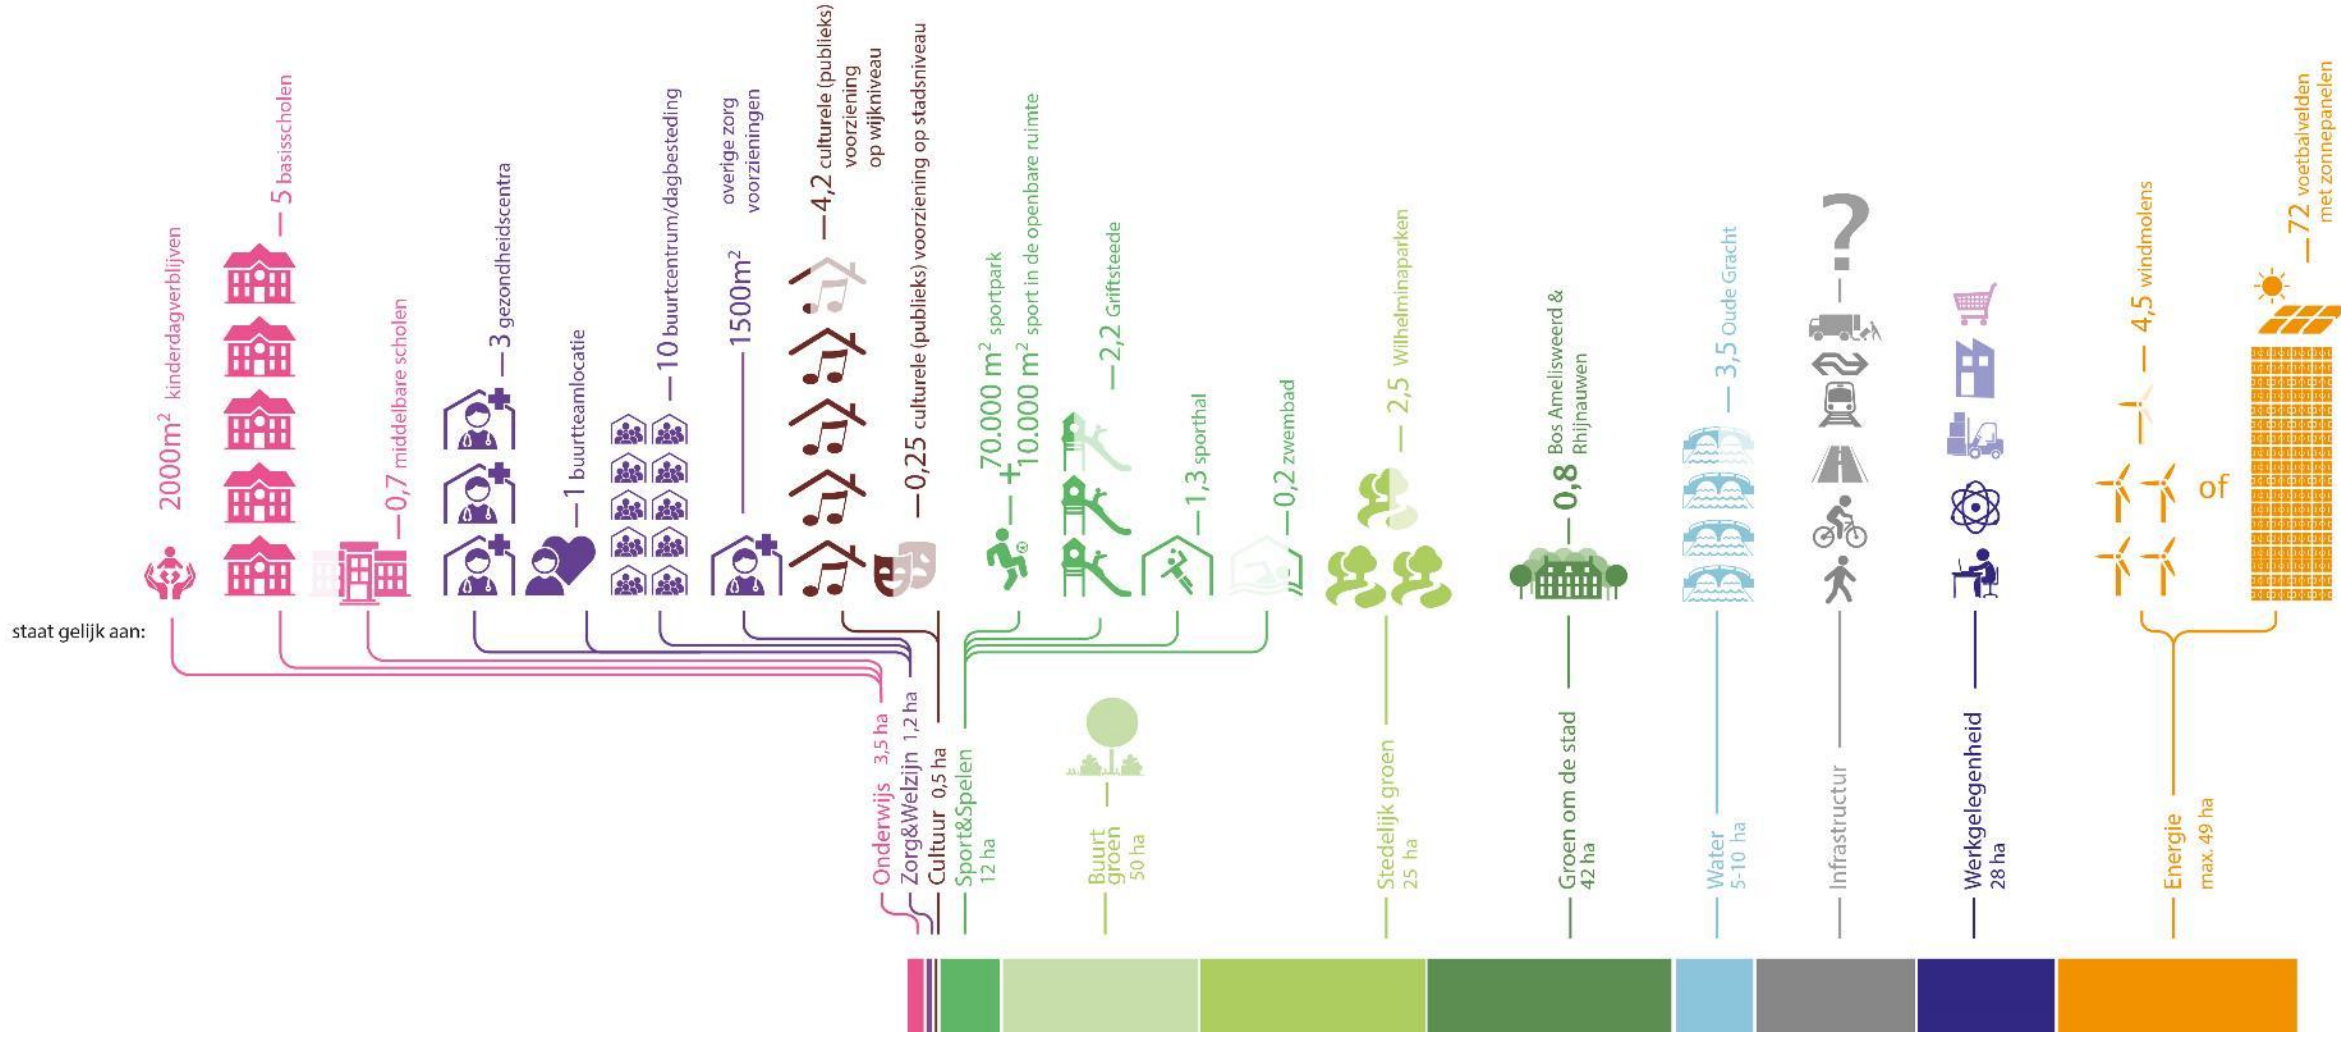 2000m² kinderdagverblijven
5 basisscholen
0,7 middelbare scholen
3 gezondheidscentra
1 buurtteamlocatie
10 buurtcentrum/dagbesteding
1500m²
overige zorg
voorzieningen
4,2 culturele (publieks)
voorziening
op wijkniveau
0,25 culturele (publieks) voorziening op stadsniveau
70.000 m² sportpark
+
10.000 m² sport in de openbare ruimte
2,2 Griftsteede
1,3 sporthal
0,2 zwembad
2,5 Wilhelminaparken
0,8 Bos Amelisweerd &
Rhijnauwen
3,5 Oude Gracht
?
4,5 windmolens
of
72 voetbalvelden
met zonnepanelen
staat gelijk aan:
Onderwijs 3,5 ha
Zorg&Welzijn 1,2 ha
Cultuur 0,5 ha
Sport&Spelen
12 ha
Buurt
groen
50 ha
Stedelijk groen
25 ha
Groen om de stad
42 ha
Water
5-10 ha
Infrastructuur
Werkgelegenheid
28 ha
Energie
max. 49 ha